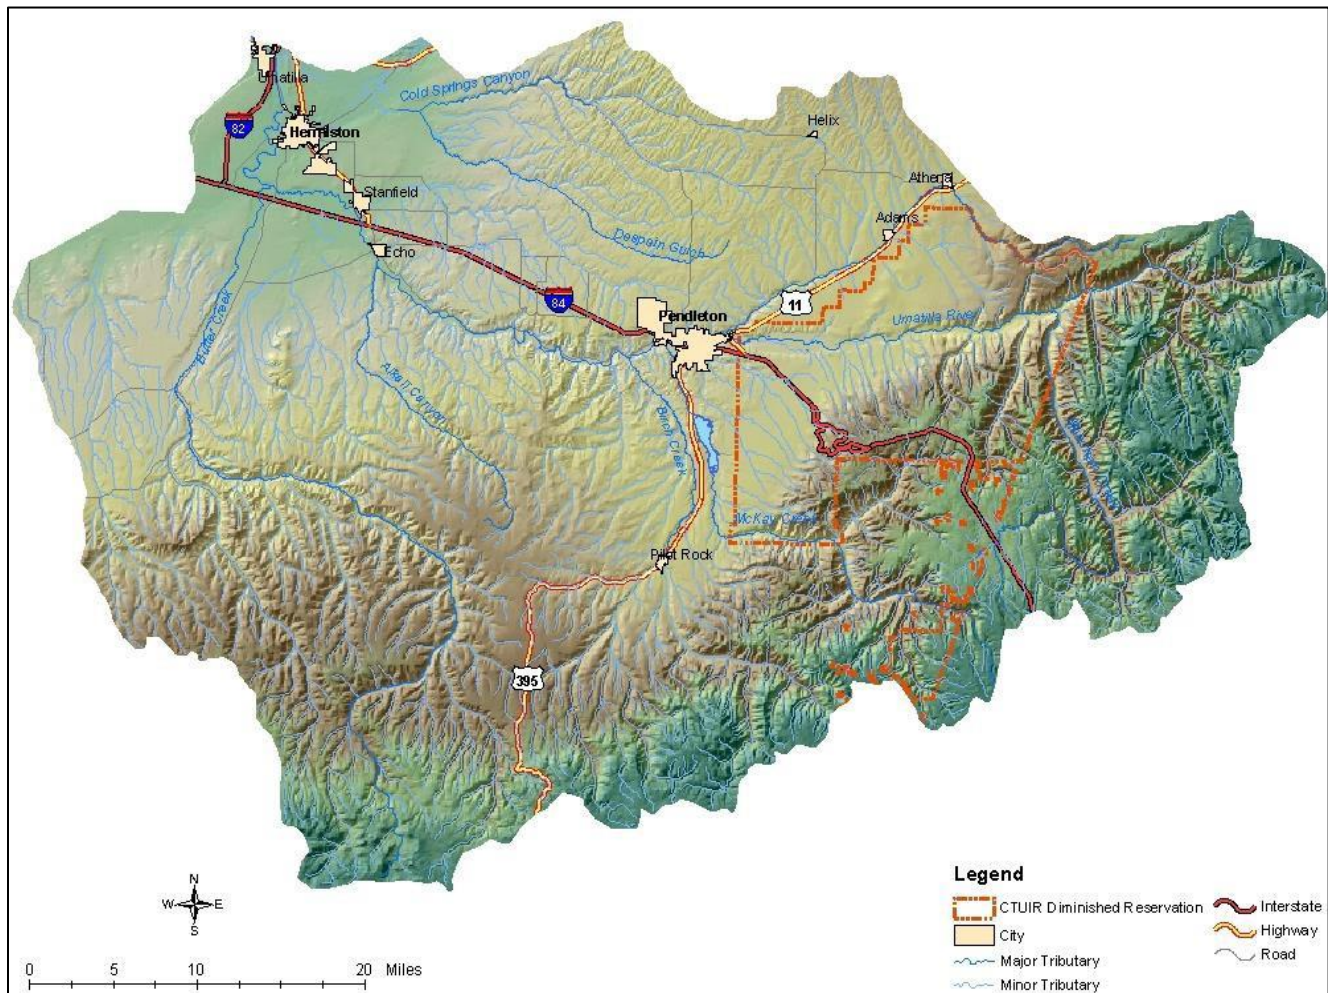 Umatilla
Cold Springs Canyon
82
Hermiston
Helix
Athena
Stanfield
Adams
Echo
Despain Gulch
84
11
Pendleton
Umatilla River
Butter Creek
Alkali Canyon
Birch Creek
McKay Creek
Pilot Rock
395
N
W E
S
0 5 10 20 Miles
Legend
CTUIR Diminished Reservation
City
Major Tributary
Minor Tributary
Interstate
Highway
Road